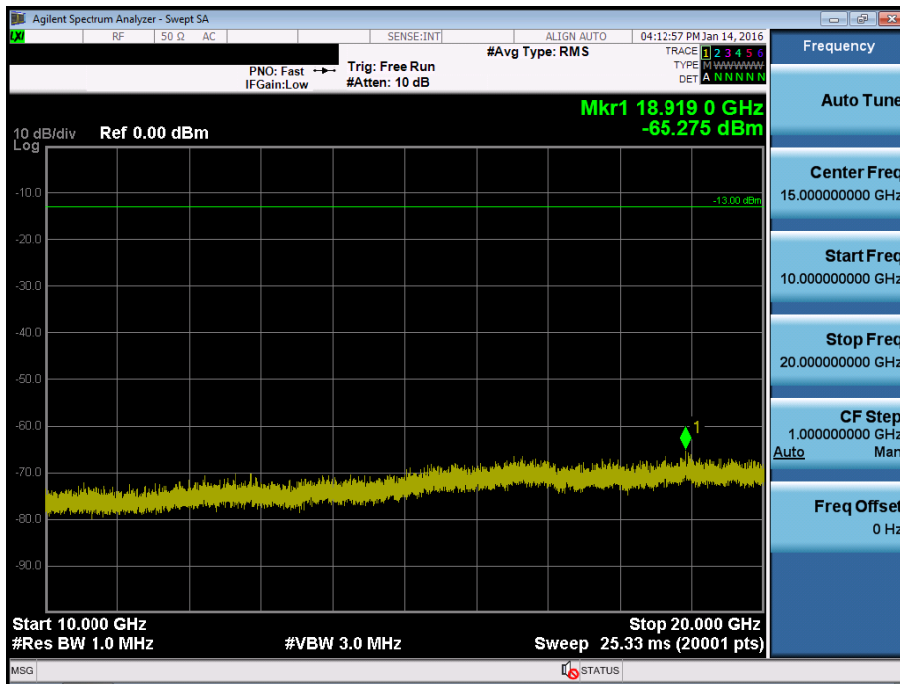 Agilent Spectrum Analyzer - Swept SA
LXI RF 50 Ω AC SENSE:INT ALIGN AUTO 04:12:57 PM Jan 14, 2016
Frequency
#Avg Type: RMS
TRACE 1 2 3 4 5 6
TYPE M WWWWW
DET A N N N N N
PNO: Fast
IFGain:Low
Trig: Free Run
#Atten: 10 dB
Auto Tune
Mkr1 18.919 0 GHz
-65.275 dBm
10 dB/div Ref 0.00 dBm
Log
Center Freq
15.000000000 GHz
-10.0
-13.00 dBm
-20.0
Start Freq
10.000000000 GHz
-30.0
-40.0
Stop Freq
20.000000000 GHz
-50.0
-60.0
1
CF Step
1.000000000 GHz
Auto Man
-70.0
-80.0
Freq Offset
0 Hz
-90.0
Start 10.000 GHz Stop 20.000 GHz
#Res BW 1.0 MHz #VBW 3.0 MHz Sweep 25.33 ms (20001 pts)
MSG STATUS